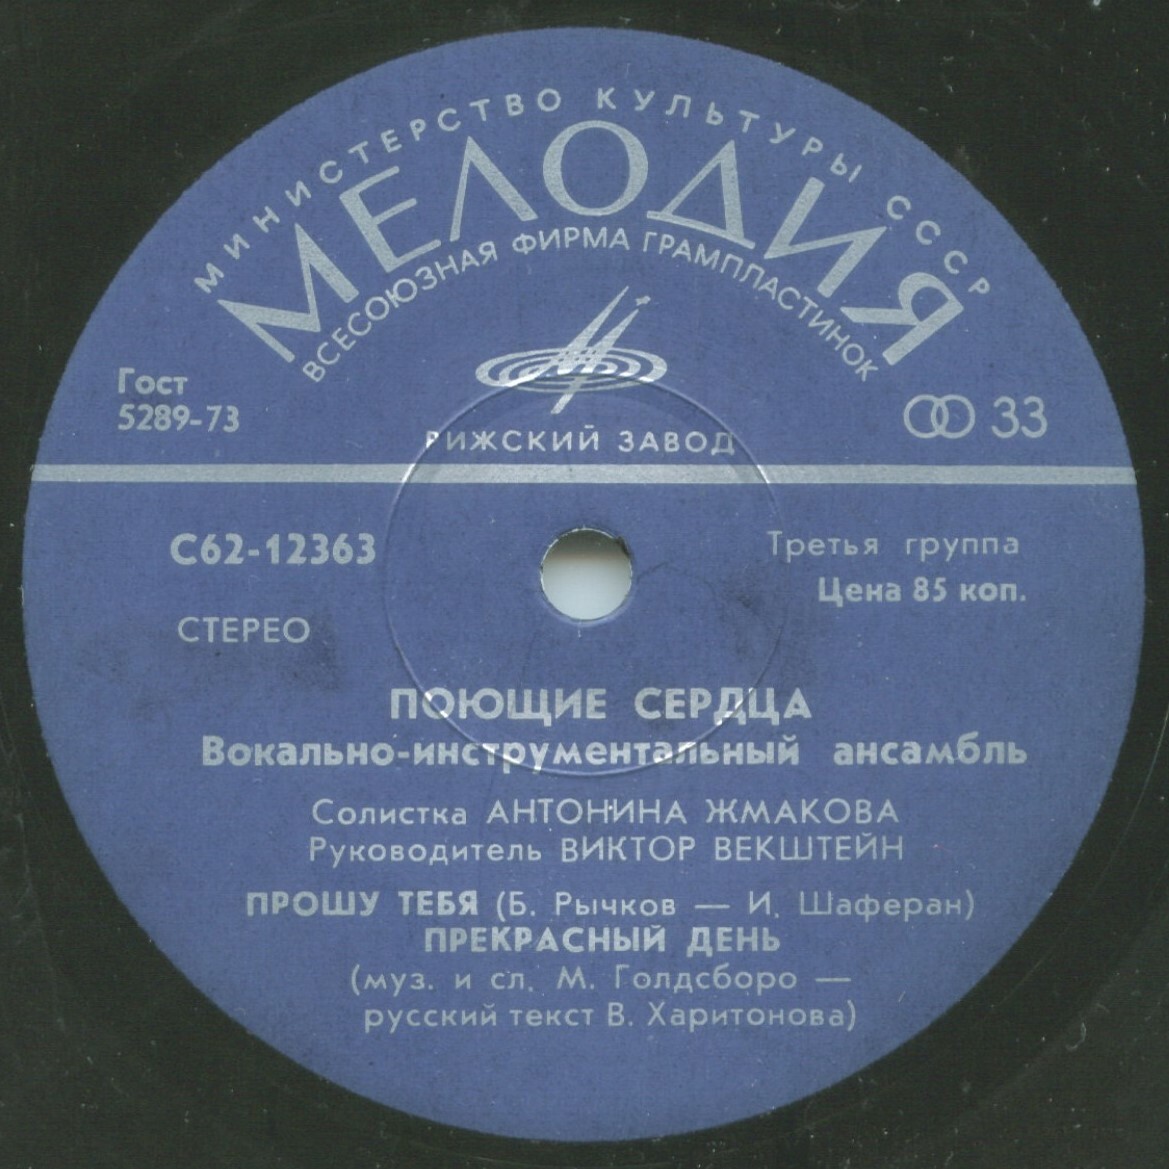 МИНИСТЕРСТВО КУЛЬТУРЫ СССР
МЕЛОДИЯ
ВСЕСОЮЗНАЯ ФИРМА ГРАМПЛАСТИНОК
Гост
5289-73
33
РИЖСКИЙ ЗАВОД
С62-12363
Третья группа
Цена 85 коп.
СТЕРЕО
ПОЮЩИЕ СЕРДЦА
Вокально-инструментальный ансамбль
Солистка АНТОНИНА ЖМАКОВА
Руководитель ВИКТОР ВЕКШТЕЙН
ПРОШУ ТЕБЯ (Б. Рычков — И. Шаферан)
ПРЕКРАСНЫЙ ДЕНЬ
(муз. и сл. М. Голдсборо —
русский текст В. Харитонова)